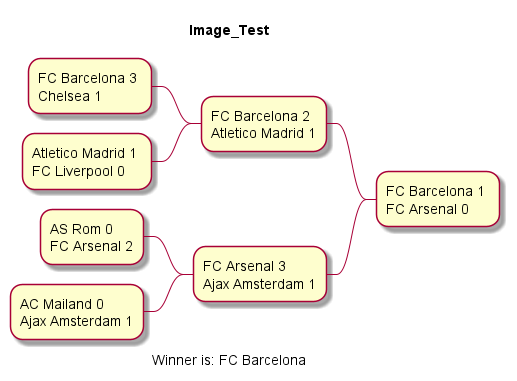 Image_Test
FC Barcelona 3
Chelsea 1
Atletico Madrid 1
FC Liverpool 0
AS Rom 0
FC Arsenal 2
AC Mailand 0
Ajax Amsterdam 1
FC Barcelona 2
Atletico Madrid 1
FC Arsenal 3
Ajax Amsterdam 1
FC Barcelona 1
FC Arsenal 0
Winner is: FC Barcelona